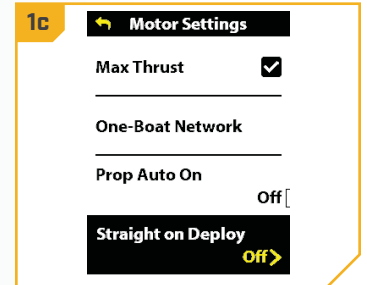 1c
Motor Settings
Max Thrust
One-Boat Network
Prop Auto On
Off
Straight on Deploy
Off